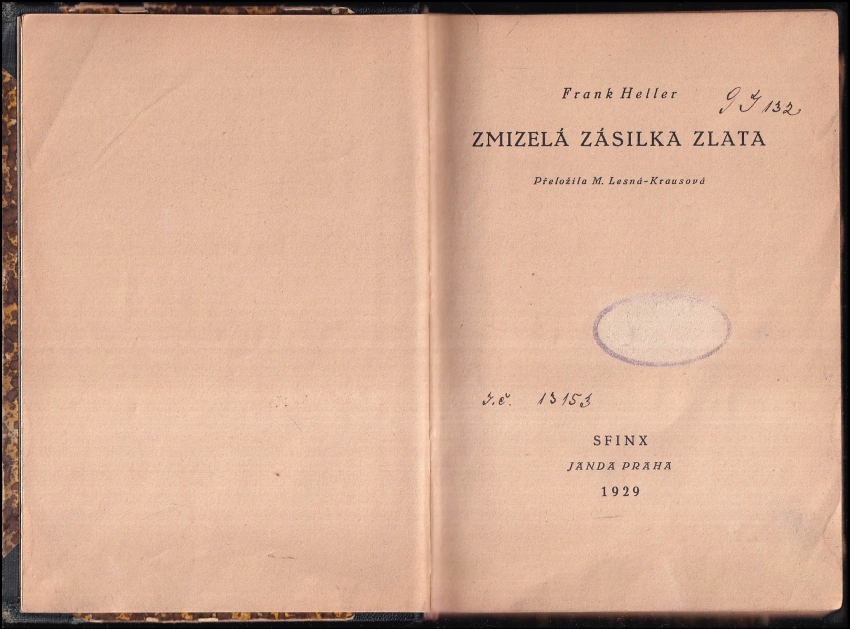 Frank Heller
9 J 132
ZMIZELÁ ZÁSILKA ZLATA
Přeložila M. Lesná-Krausová
I.č. 13153
SFINX
JANDA PRAHA
1929